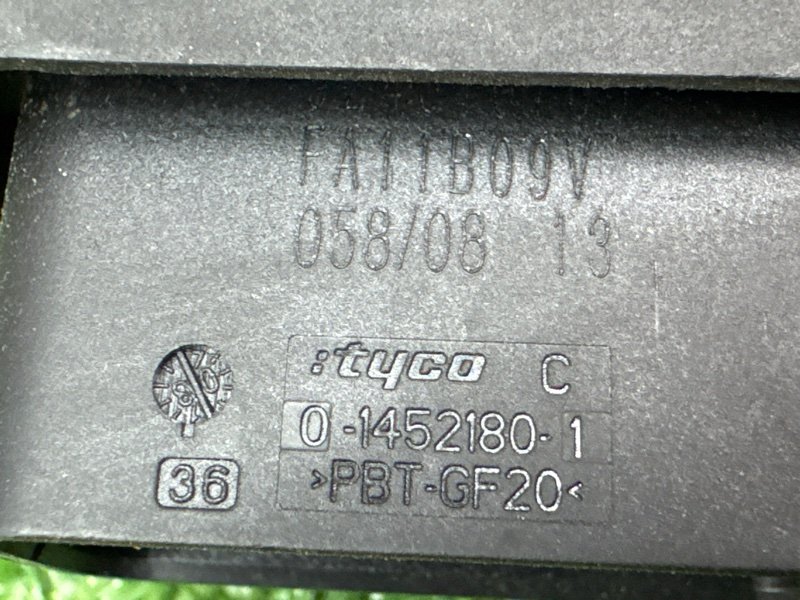 FA11B09V
058/08 13
:tyco C
0-1452180-1
36 >PBT-GF20<